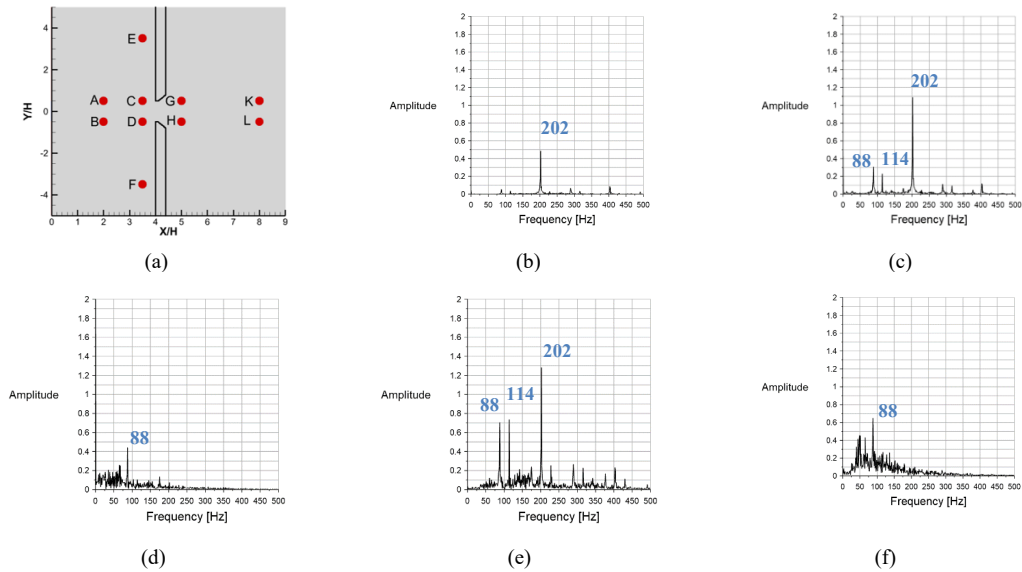 4
2
0
-2
-4
Y/H
E
A
C
G
K
B
D
H
L
F
0 1 2 3 4 5 6 7 8 9
X/H
(a)
2
1.8
1.6
1.4
1.2
1
0.8
0.6
0.4
0.2
0
Amplitude
202
0 50 100 150 200 250 300 350 400 450 500
Frequency [Hz]
(b)
2
1.8
1.6
1.4
1.2
1
0.8
0.6
0.4
0.2
0
Amplitude
202
88
114
0 50 100 150 200 250 300 350 400 450 500
Frequency [Hz]
(c)
2
1.8
1.6
1.4
1.2
1
0.8
0.6
0.4
0.2
0
Amplitude
88
0 50 100 150 200 250 300 350 400 450 500
Frequency [Hz]
(d)
2
1.8
1.6
1.4
1.2
1
0.8
0.6
0.4
0.2
0
Amplitude
202
88
114
0 50 100 150 200 250 300 350 400 450 500
Frequency [Hz]
(e)
2
1.8
1.6
1.4
1.2
1
0.8
0.6
0.4
0.2
0
Amplitude
88
0 50 100 150 200 250 300 350 400 450 500
Frequency [Hz]
(f)